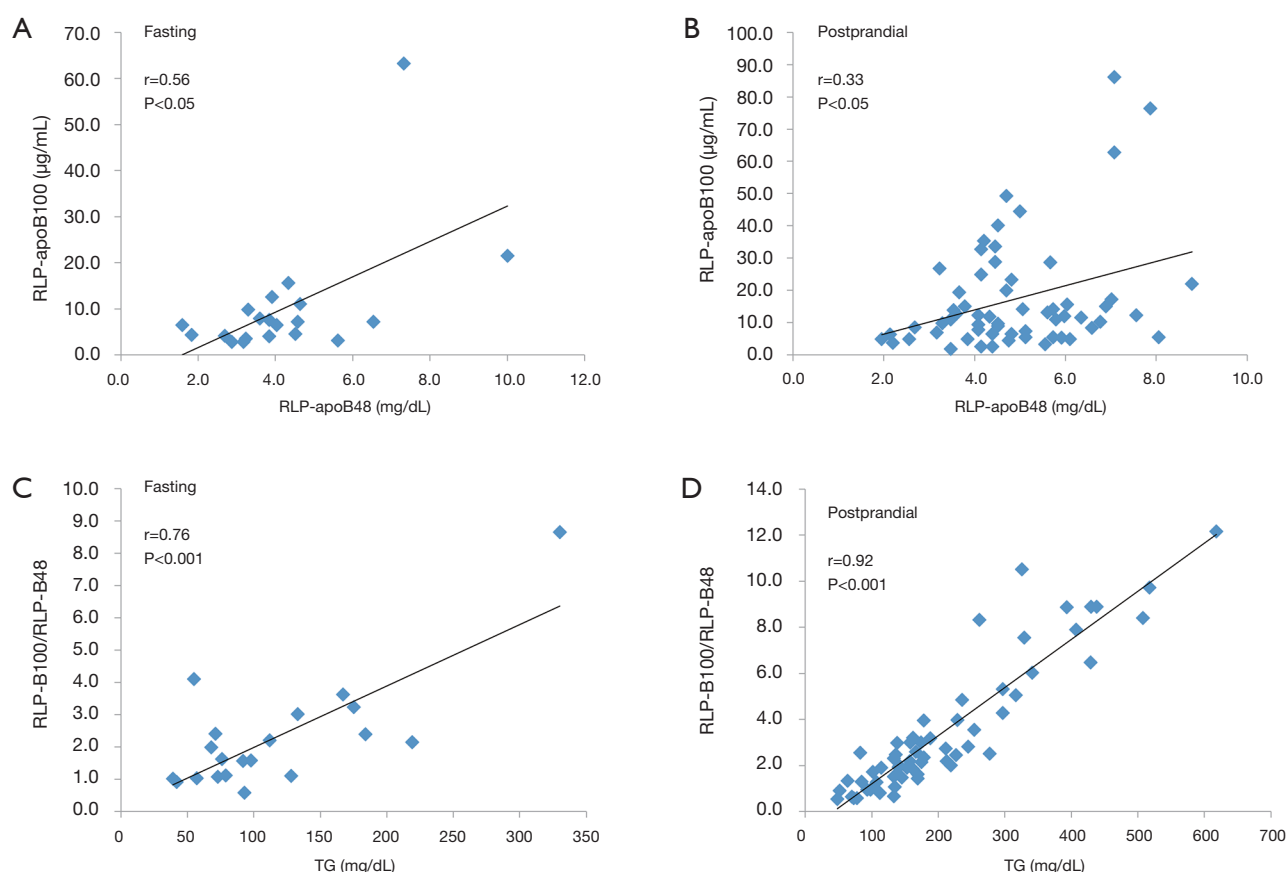 A
Fasting
r=0.56
P<0.05
RLP-apoB100 (µg/mL)
70.0
60.0
50.0
40.0
30.0
20.0
10.0
0.0
0.0 2.0 4.0 6.0 8.0 10.0 12.0
RLP-apoB48 (mg/dL)
B
Postprandial
r=0.33
P<0.05
RLP-apoB100 (µg/mL)
100.0
90.0
80.0
70.0
60.0
50.0
40.0
30.0
20.0
10.0
0.0
0.0 2.0 4.0 6.0 8.0 10.0
RLP-apoB48 (mg/dL)
C
Fasting
r=0.76
P<0.001
RLP-B100/RLP-B48
10.0
9.0
8.0
7.0
6.0
5.0
4.0
3.0
2.0
1.0
0.0
0 50 100 150 200 250 300 350
TG (mg/dL)
D
Postprandial
r=0.92
P<0.001
RLP-B100/RLP-B48
14.0
12.0
10.0
8.0
6.0
4.0
2.0
0.0
0 100 200 300 400 500 600 700
TG (mg/dL)